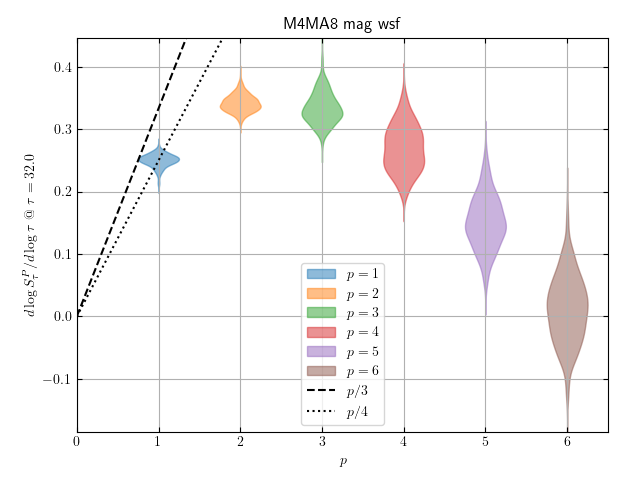 M4MA8 mag wsf
d log S_τ^P / d log τ @ τ = 32.0
0.4
0.3
0.2
0.1
0.0
−0.1
p = 1
p = 2
p = 3
p = 4
p = 5
p = 6
p/3
p/4
0 1 2 3 4 5 6
p